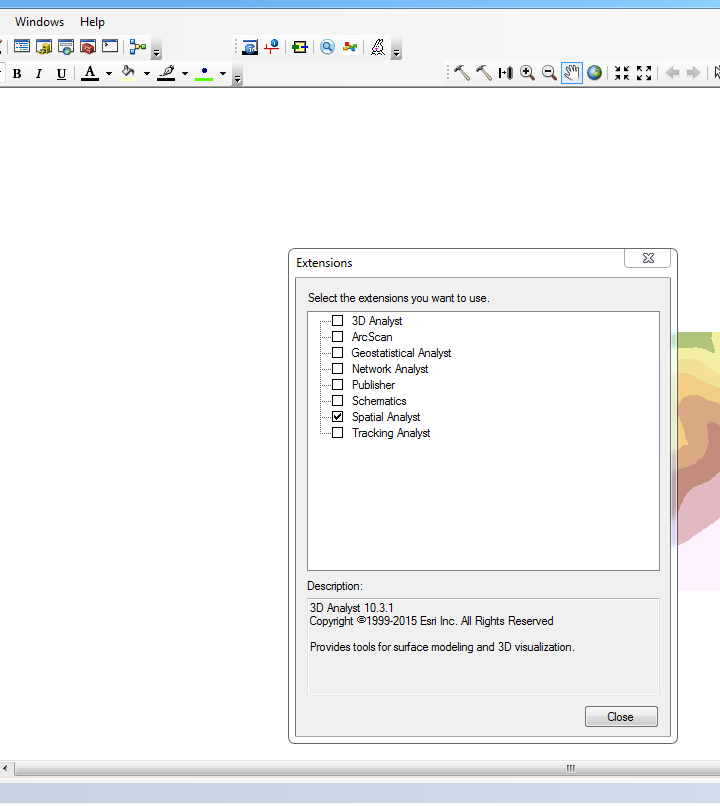 Windows Help
B I U A
Extensions
Select the extensions you want to use.
3D Analyst
ArcScan
Geostatistical Analyst
Network Analyst
Publisher
Schematics
Spatial Analyst
Tracking Analyst
Description:
3D Analyst 10.3.1
Copyright ©1999-2015 Esri Inc. All Rights Reserved
Provides tools for surface modeling and 3D visualization.
Close